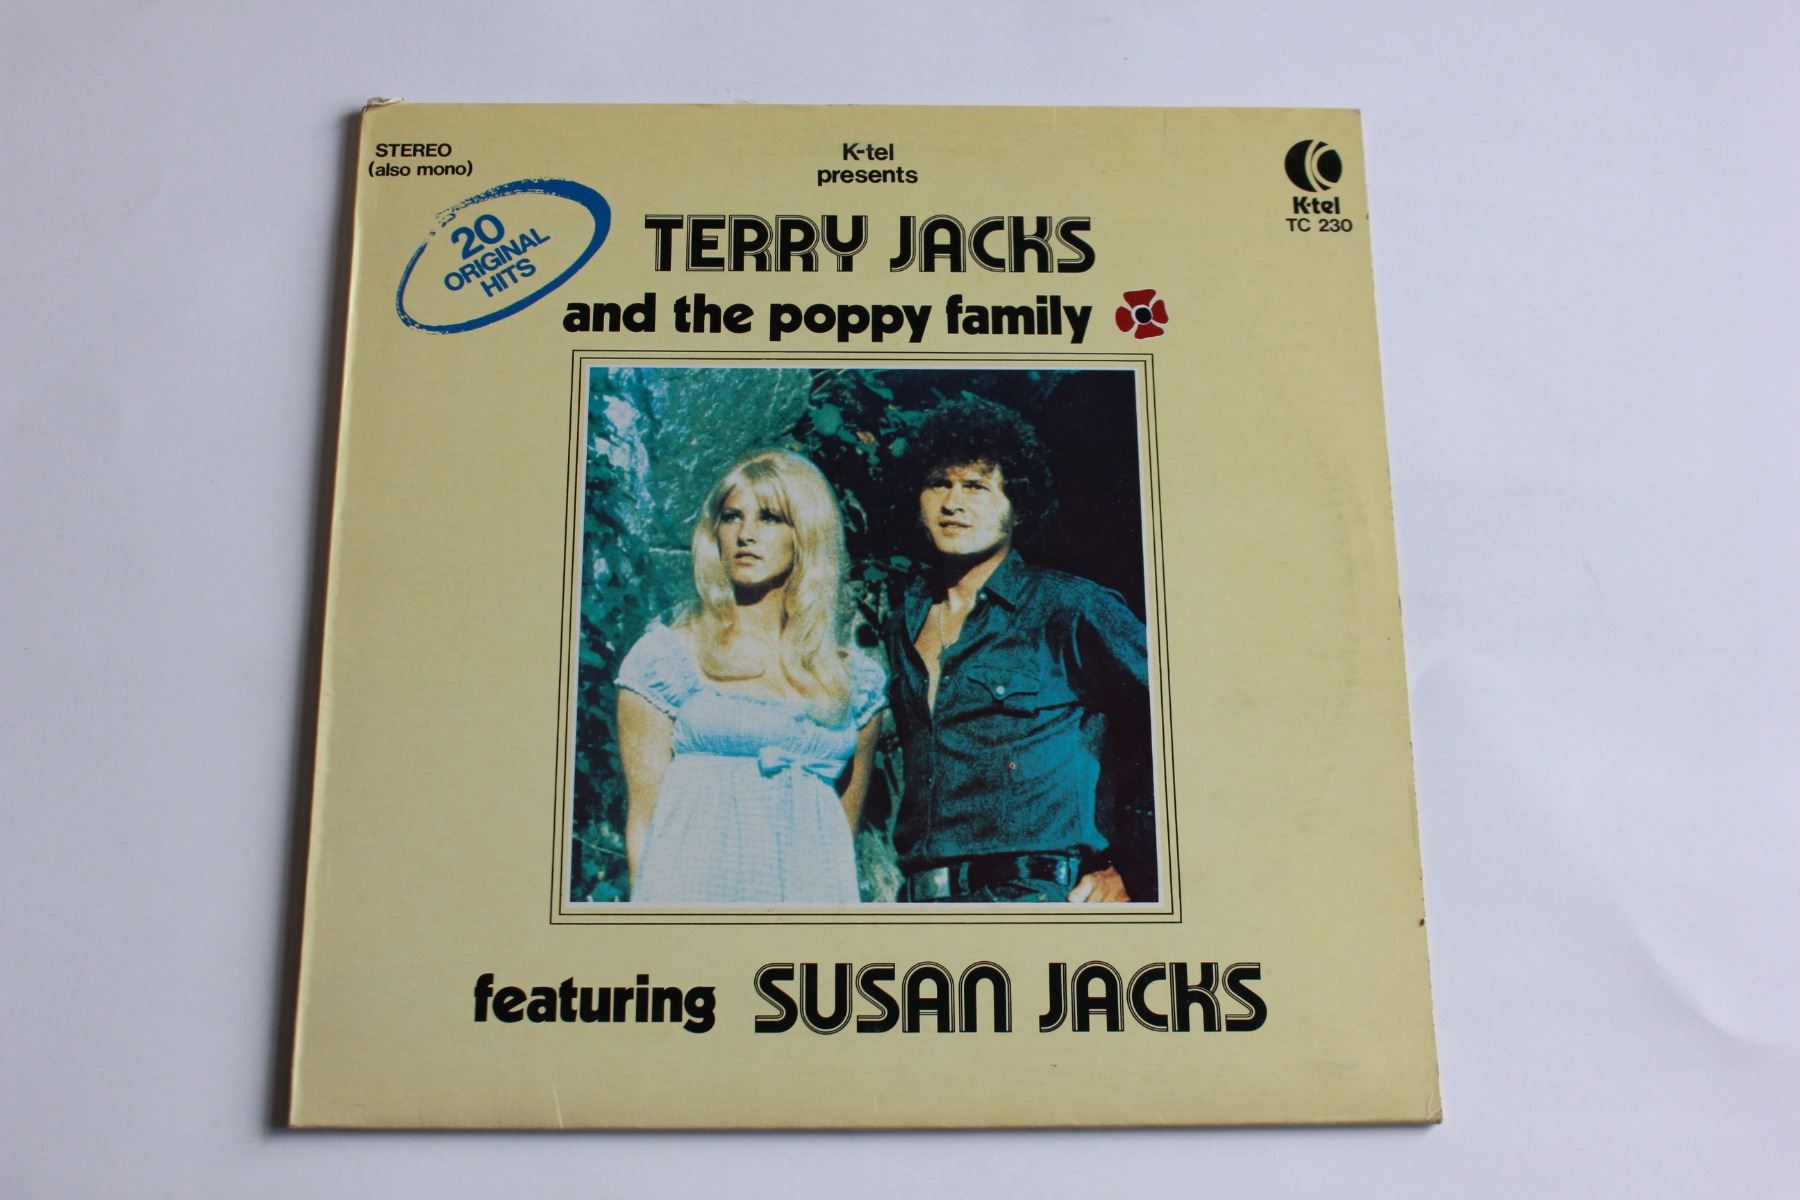 STEREO
(also mono)
20
ORIGINAL
HITS
K-tel
presents
K-tel
TC 230
TERRY JACKS
and the poppy family
featuring SUSAN JACKS